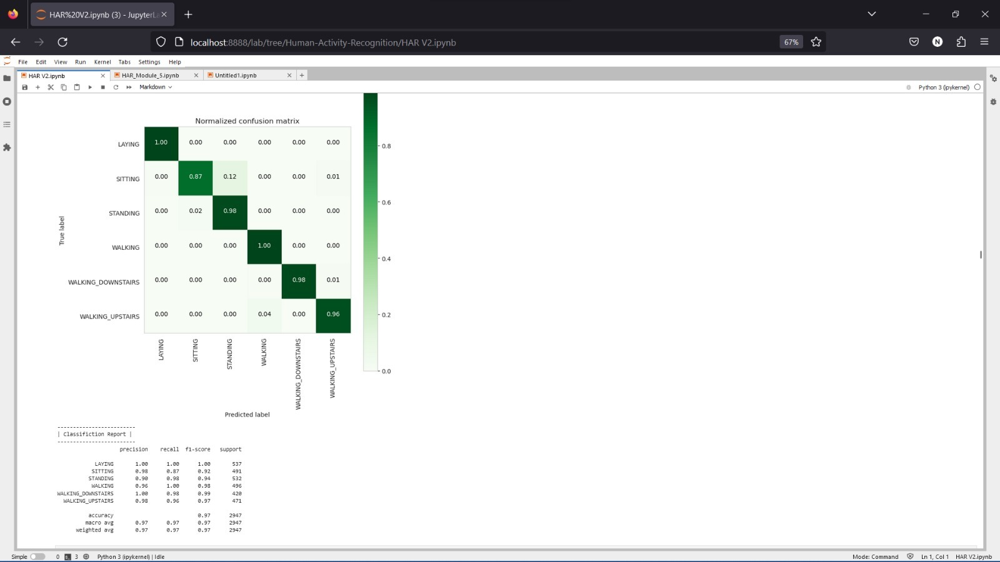 HAR%20V2.ipynb (3) - JupyterLa
localhost:8888/lab/tree/Human-Activity-Recognition/HAR V2.ipynb
67%
N
File Edit View Run Kernel Tabs Settings Help
HAR V2.ipynb
HAR_Module_5.ipynb
Untitled1.ipynb
Markdown
Python 3 (ipykernel)
Normalized confusion matrix
LAYING 1.00 0.00 0.00 0.00 0.00 0.00
SITTING 0.00 0.87 0.12 0.00 0.00 0.01
STANDING 0.00 0.02 0.98 0.00 0.00 0.00
WALKING 0.00 0.00 0.00 1.00 0.00 0.00
WALKING_DOWNSTAIRS 0.00 0.00 0.00 0.00 0.98 0.01
WALKING_UPSTAIRS 0.00 0.00 0.00 0.04 0.00 0.96
True label
LAYING
SITTING
STANDING
WALKING
WALKING_DOWNSTAIRS
WALKING_UPSTAIRS
Predicted label
0.8
0.6
0.4
0.2
0.0
-------------------------
| Classifiction Report |
-------------------------
precision recall f1-score support
LAYING 1.00 1.00 1.00 537
SITTING 0.98 0.87 0.92 491
STANDING 0.90 0.98 0.94 532
WALKING 0.96 1.00 0.98 496
WALKING_DOWNSTAIRS 1.00 0.98 0.99 420
WALKING_UPSTAIRS 0.98 0.96 0.97 471
accuracy 0.97 2947
macro avg 0.97 0.97 0.97 2947
weighted avg 0.97 0.97 0.97 2947
Simple 0 3 Python 3 (ipykernel) | Idle
Mode: Command Ln 1, Col 1 HAR V2.ipynb